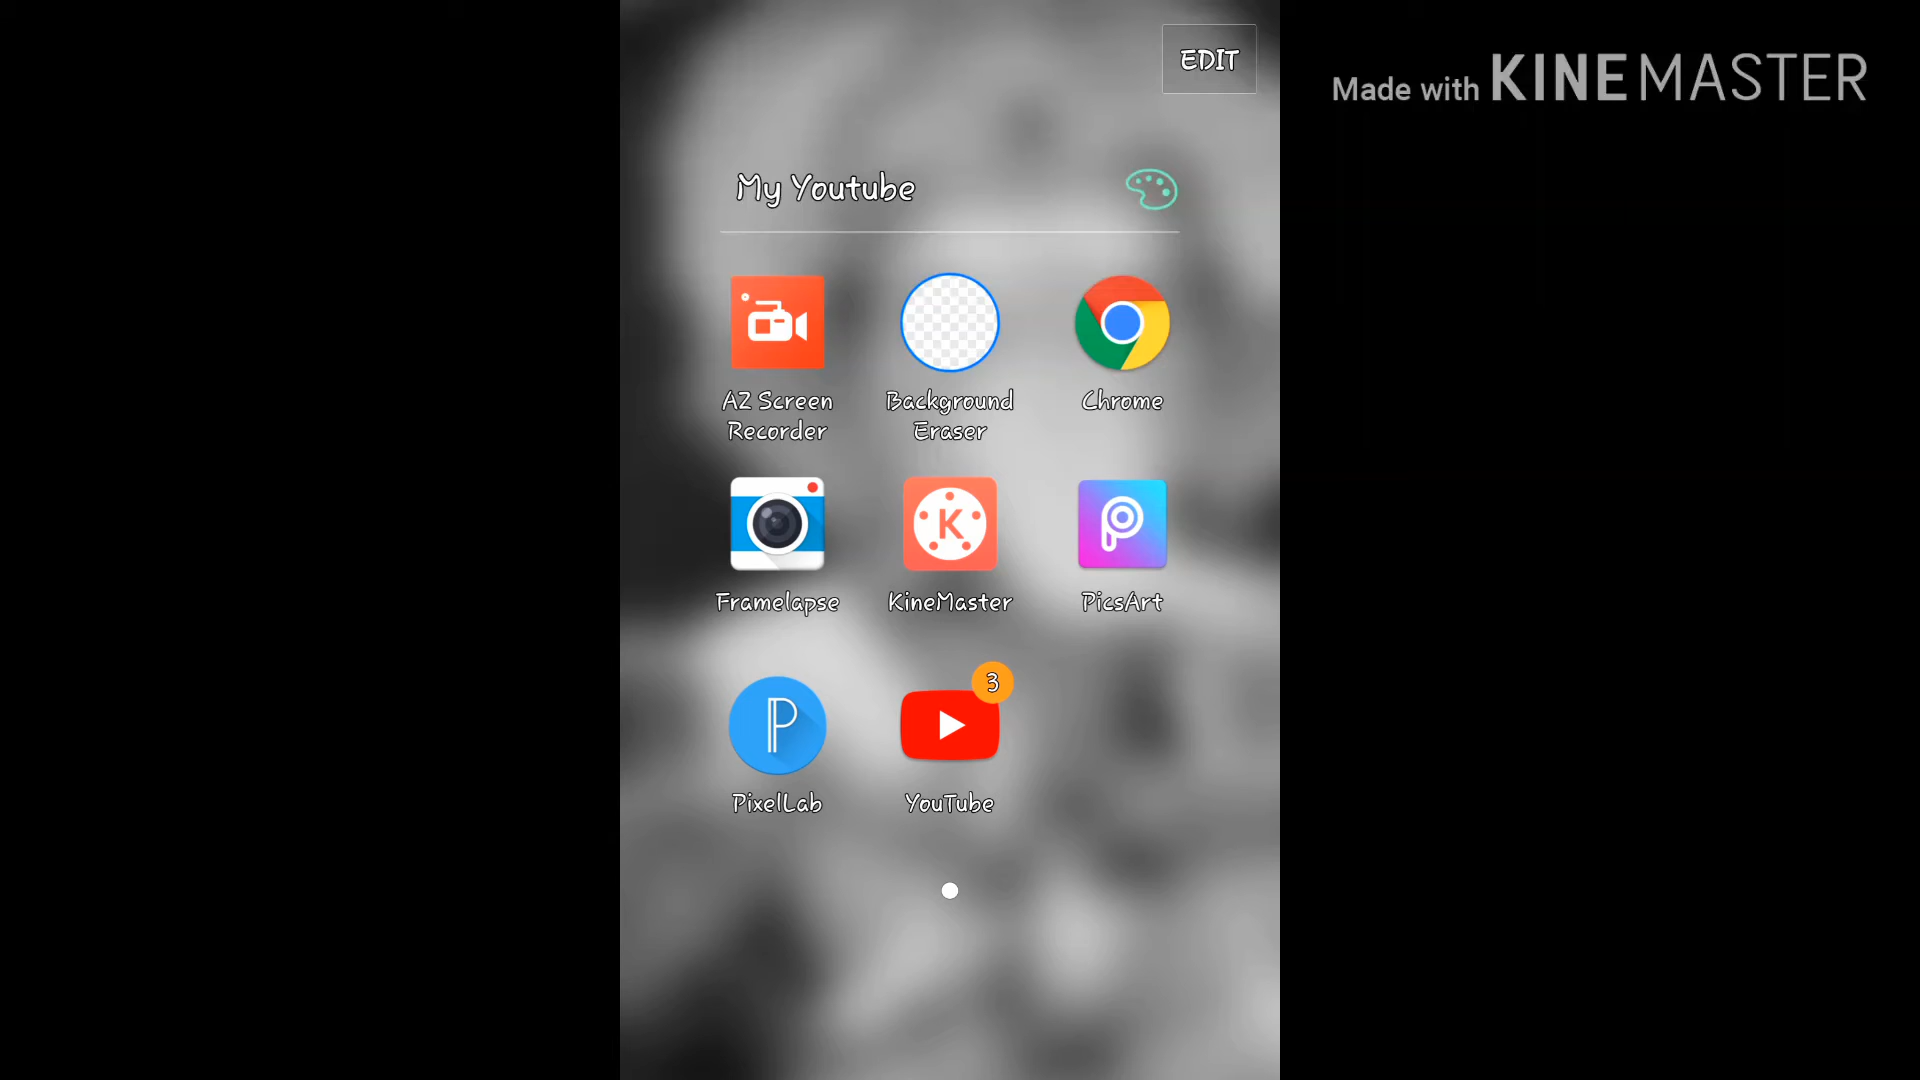 EDIT
Made with KINEMASTER
My Youtube
AZ Screen
Recorder
Background
Eraser
Chrome
Framelapse
KineMaster
PicsArt
3
PixelLab
YouTube